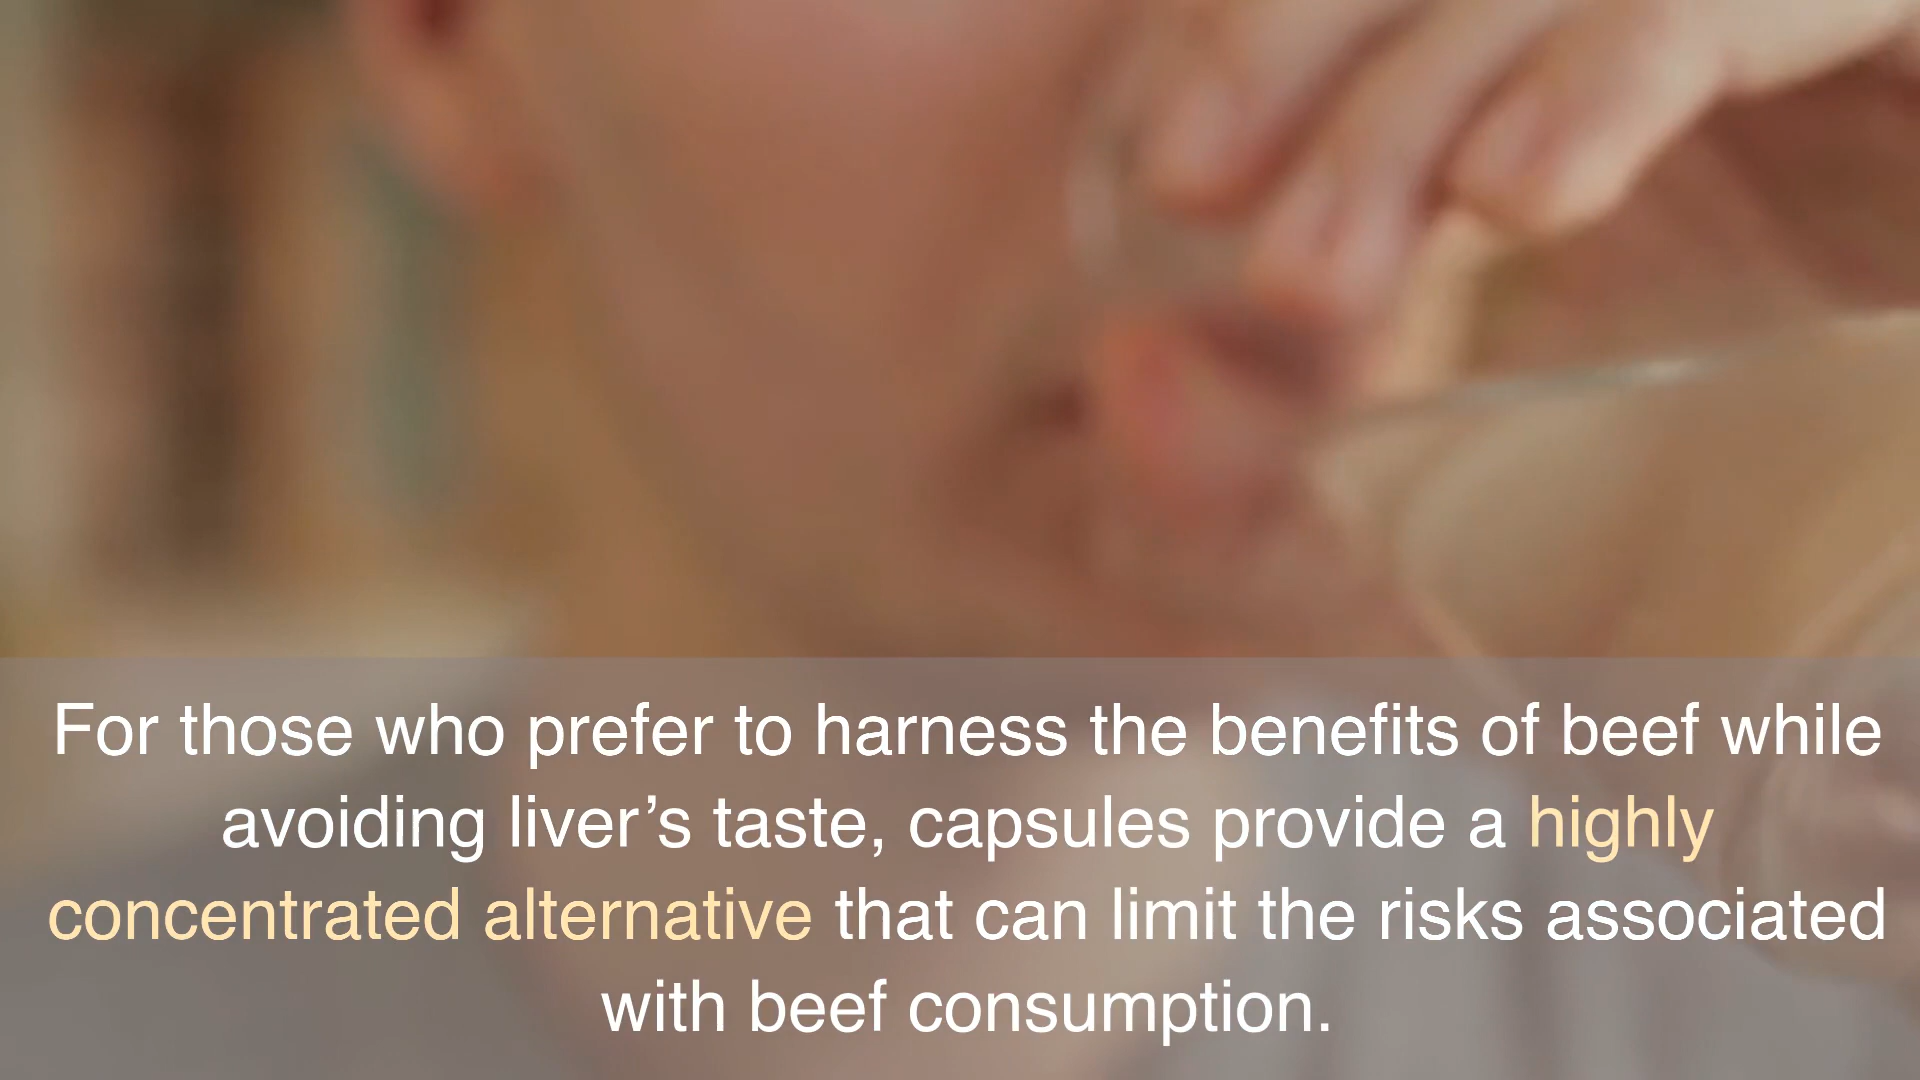 For those who prefer to harness the benefits of beef while
avoiding liver’s taste, capsules provide a highly
concentrated alternative that can limit the risks associated
with beef consumption.